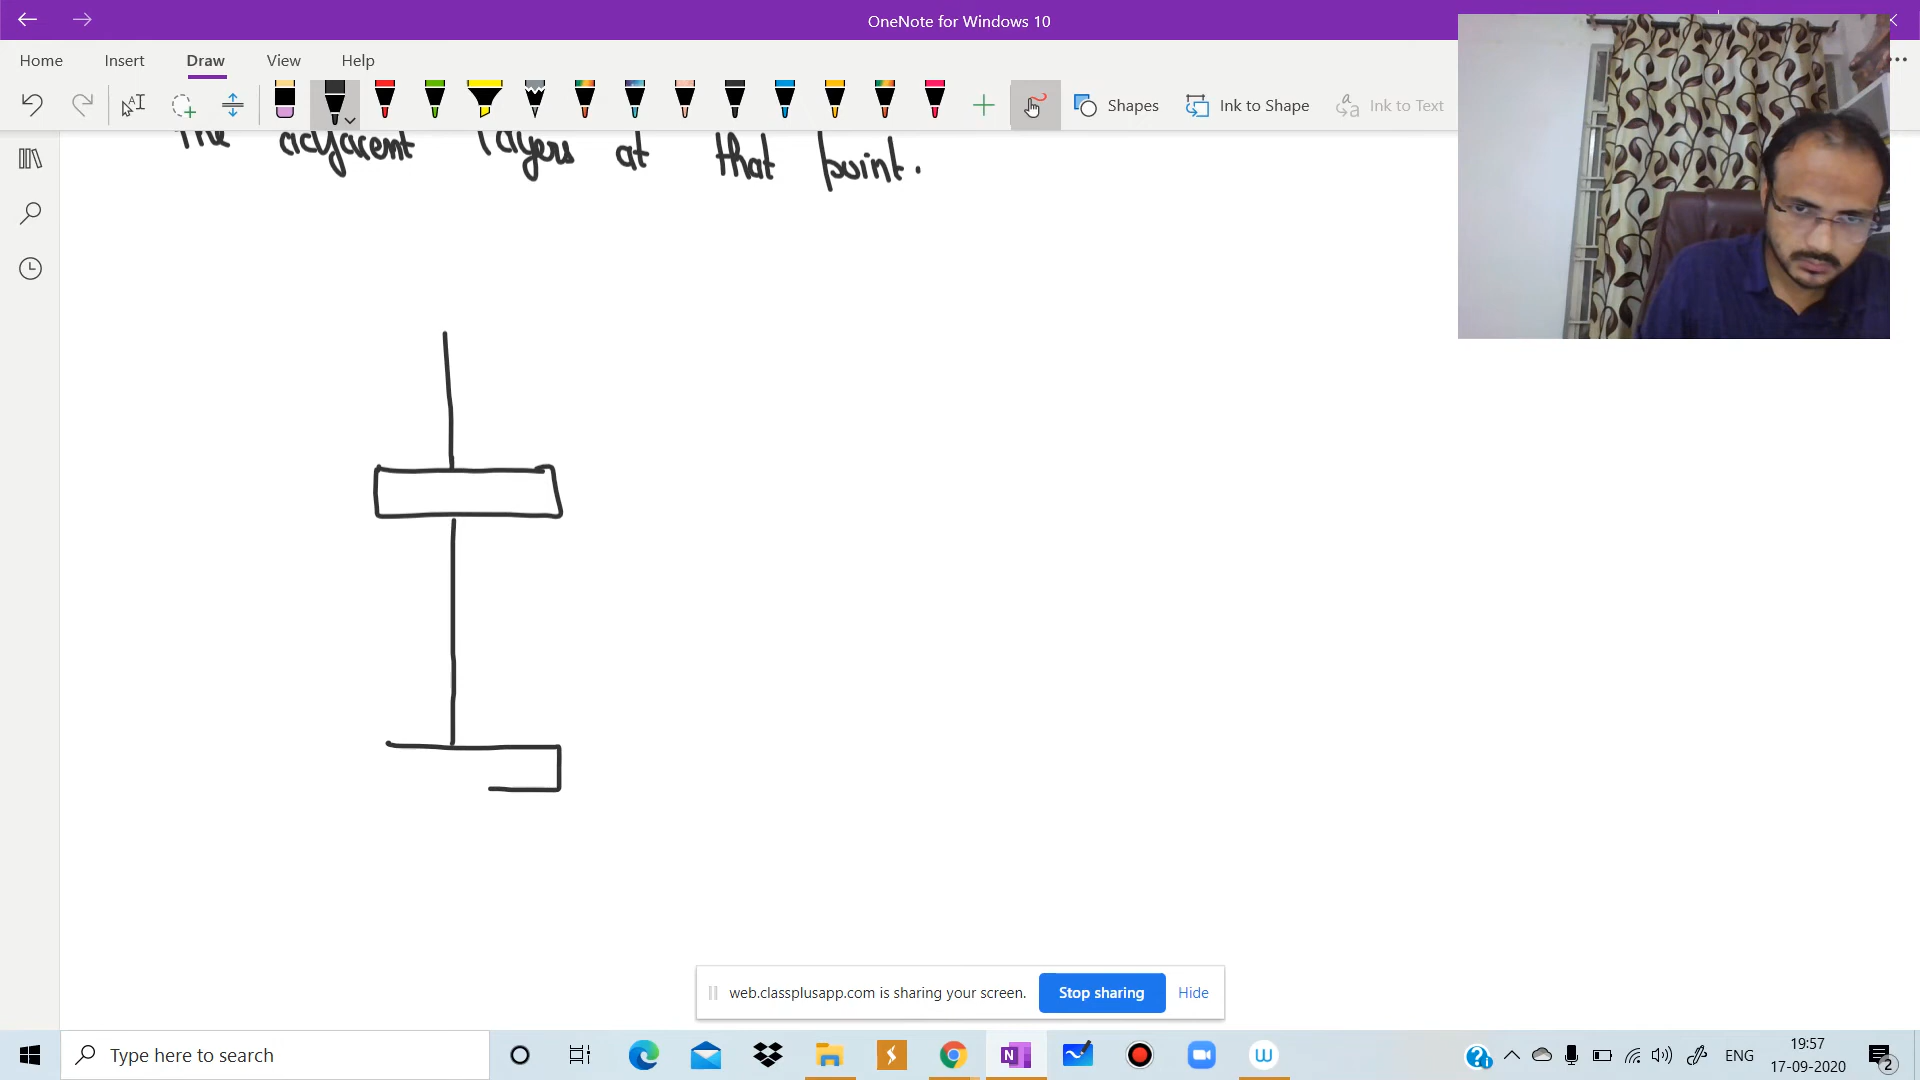 OneNote for Windows 10
Home Insert Draw View Help
Shapes Ink to Shape Ink to Text
The adjacent layers at that point.
web.classplusapp.com is sharing your screen. Stop sharing Hide
Type here to search
ENG
19:57
17-09-2020
2